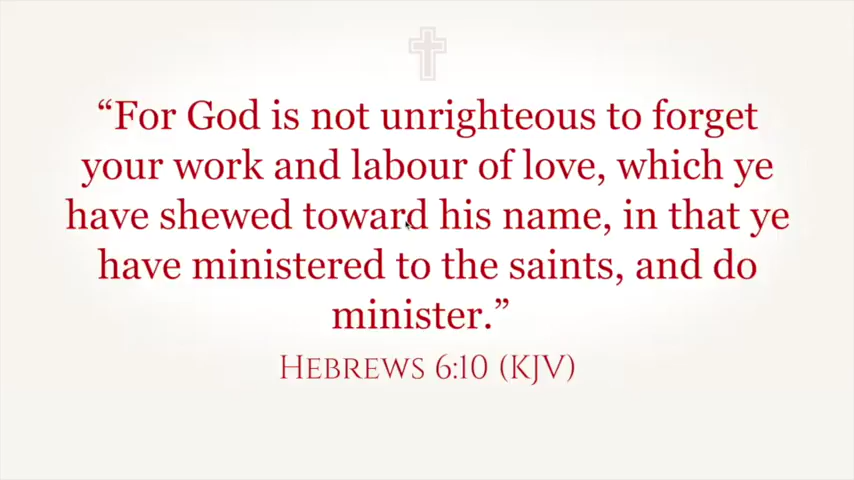 “For God is not unrighteous to forget
your work and labour of love, which ye
have shewed toward his name, in that ye
have ministered to the saints, and do
minister.”
Hebrews 6:10 (KJV)